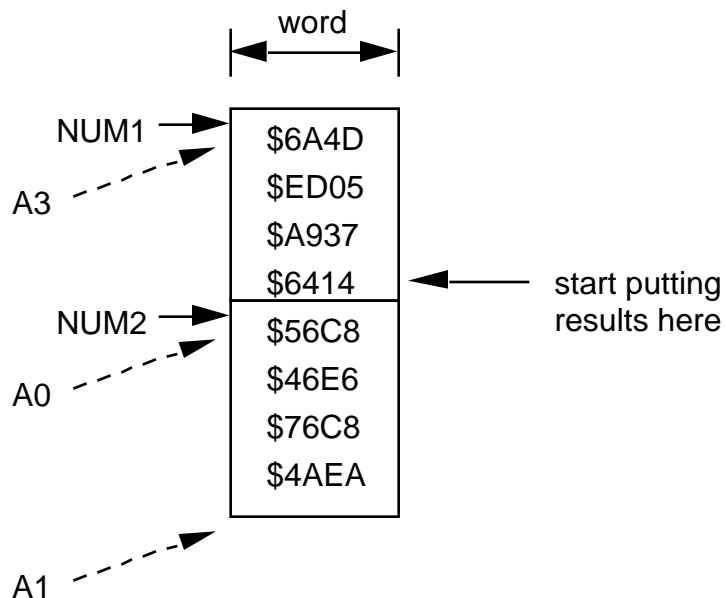 word
NUM1
$6A4D
A3
$ED05
$A937
$6414
start putting
results here
NUM2
$56C8
A0
$46E6
$76C8
$4AEA
A1